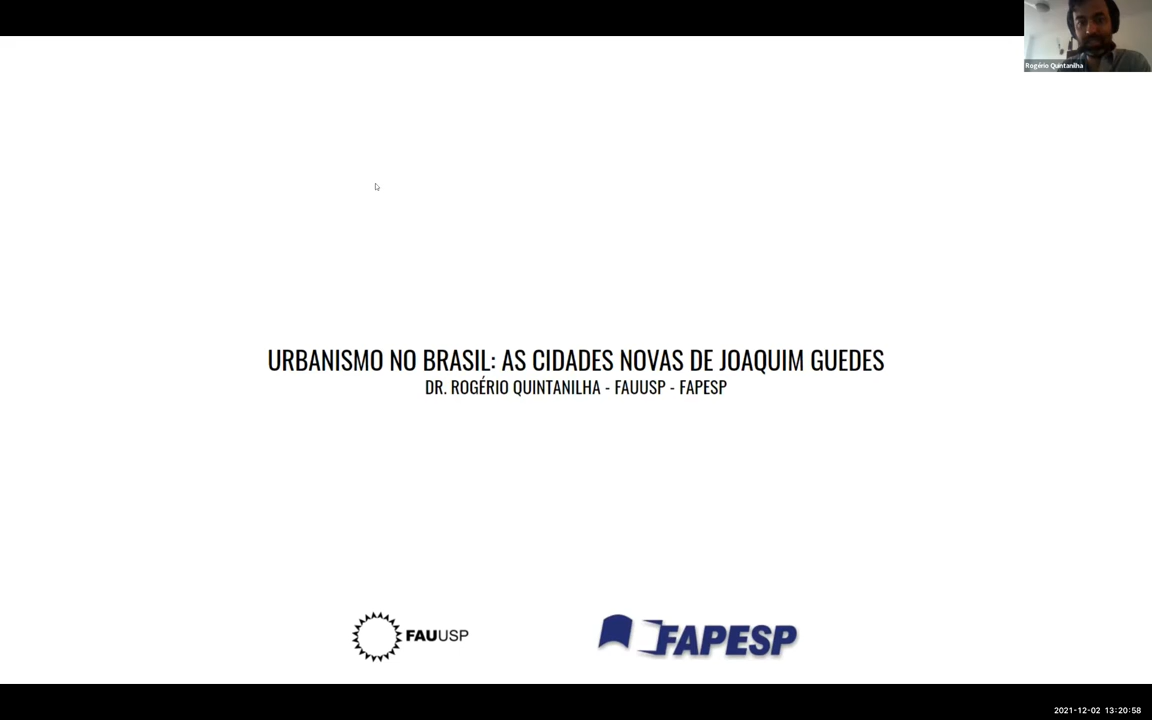 Rogério Quintanilha
URBANISMO NO BRASIL: AS CIDADES NOVAS DE JOAQUIM GUEDES
DR. ROGÉRIO QUINTANILHA - FAUUSP - FAPESP
FAUUSP
FAPESP
2021-12-02 13:20:58